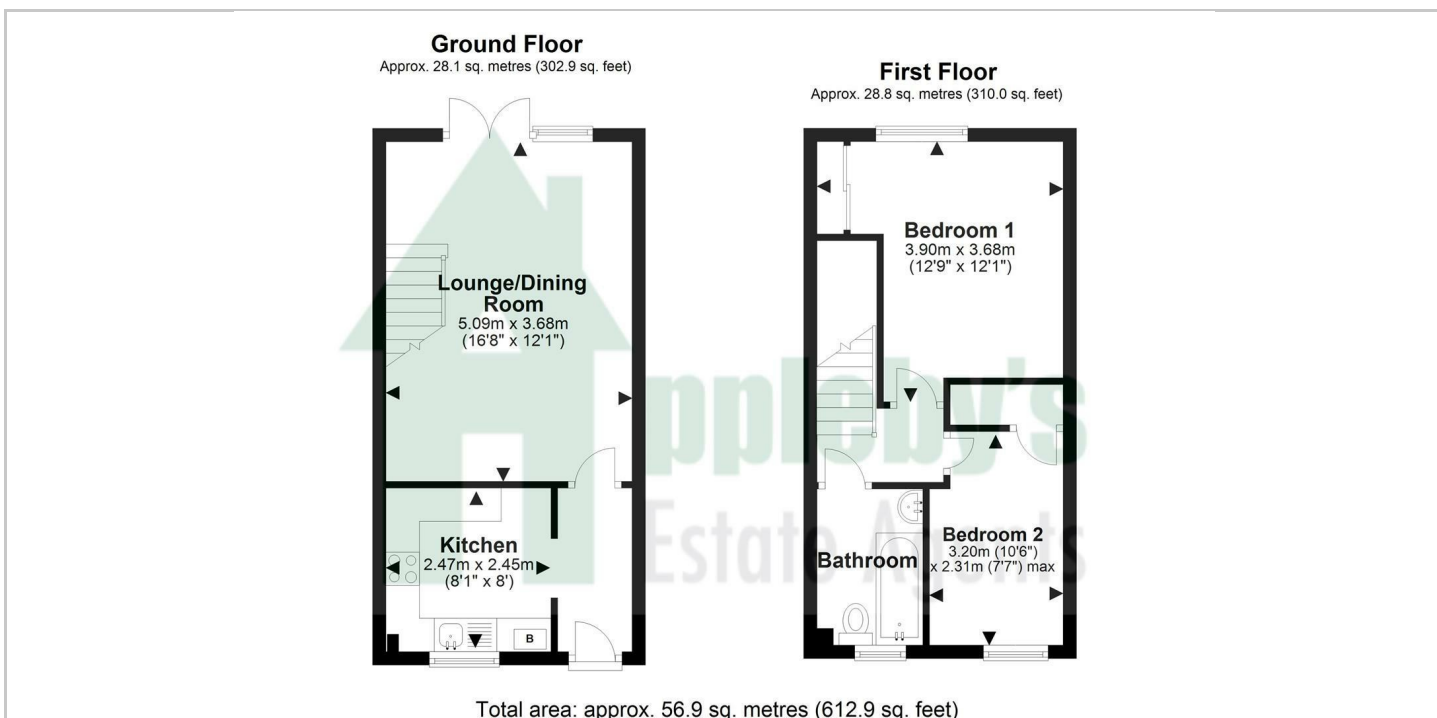 Ground Floor
Approx. 28.1 sq. metres (302.9 sq. feet)
Lounge/Dining
Room
5.09m x 3.68m
(16'8" x 12'1")
Kitchen
2.47m x 2.45m
(8'1" x 8')
B
First Floor
Approx. 28.8 sq. metres (310.0 sq. feet)
Bedroom 1
3.90m x 3.68m
(12'9" x 12'1")
Bathroom
Bedroom 2
3.20m (10'6")
x 2.31m (7'7") max
Appleby's
Estate Agents
Total area: approx. 56.9 sq. metres (612.9 sq. feet)